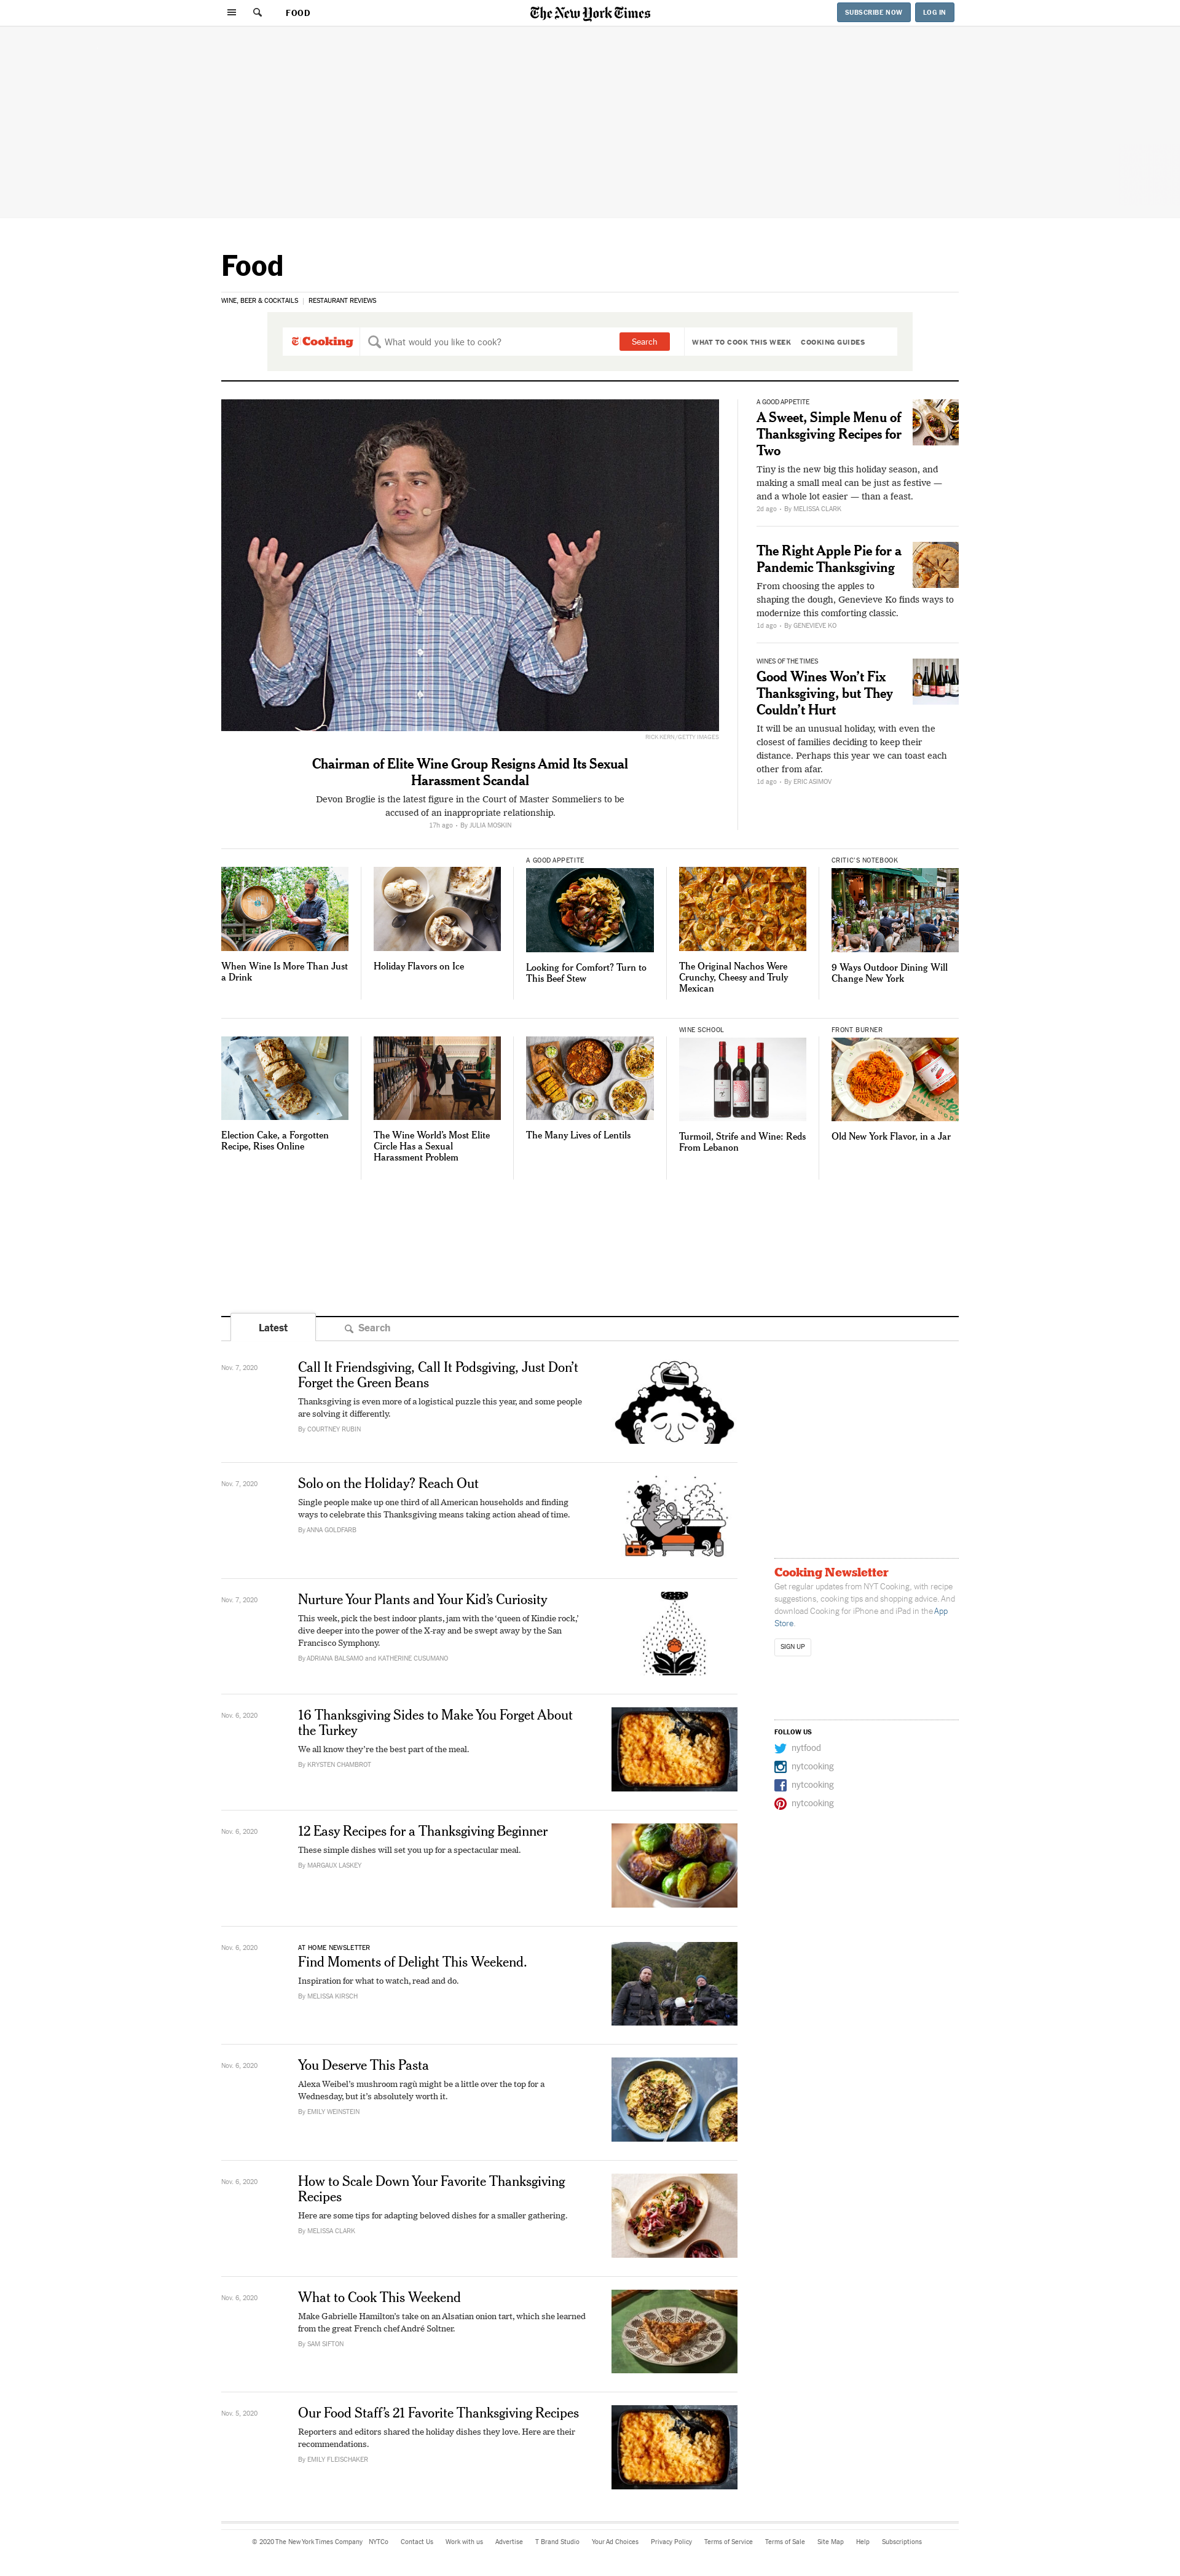 FOOD
The New York Times
SUBSCRIBE NOW
LOG IN
Food
WINE, BEER & COCKTAILS | RESTAURANT REVIEWS
Cooking
What would you like to cook?
Search
WHAT TO COOK THIS WEEK
COOKING GUIDES
RICK KERN/GETTY IMAGES
Chairman of Elite Wine Group Resigns Amid Its Sexual
Harassment Scandal
Devon Broglie is the latest figure in the Court of Master Sommeliers to be
accused of an inappropriate relationship.
17h ago • By JULIA MOSKIN
A GOOD APPETITE
A Sweet, Simple Menu of
Thanksgiving Recipes for
Two
Tiny is the new big this holiday season, and
making a small meal can be just as festive —
and a whole lot easier — than a feast.
2d ago • By MELISSA CLARK
The Right Apple Pie for a
Pandemic Thanksgiving
From choosing the apples to
shaping the dough, Genevieve Ko finds ways to
modernize this comforting classic.
1d ago • By GENEVIEVE KO
WINES OF THE TIMES
Good Wines Won’t Fix
Thanksgiving, but They
Couldn’t Hurt
It will be an unusual holiday, with even the
closest of families deciding to keep their
distance. Perhaps this year we can toast each
other from afar.
1d ago • By ERIC ASIMOV
When Wine Is More Than Just
a Drink
Holiday Flavors on Ice
A GOOD APPETITE
Looking for Comfort? Turn to
This Beef Stew
The Original Nachos Were
Crunchy, Cheesy and Truly
Mexican
CRITIC’S NOTEBOOK
9 Ways Outdoor Dining Will
Change New York
Election Cake, a Forgotten
Recipe, Rises Online
The Wine World’s Most Elite
Circle Has a Sexual
Harassment Problem
The Many Lives of Lentils
WINE SCHOOL
Turmoil, Strife and Wine: Reds
From Lebanon
FRONT BURNER
Old New York Flavor, in a Jar
Latest
Search
Nov. 7, 2020
Call It Friendsgiving, Call It Podsgiving, Just Don’t
Forget the Green Beans
Thanksgiving is even more of a logistical puzzle this year, and some people
are solving it differently.
By COURTNEY RUBIN
Nov. 7, 2020
Solo on the Holiday? Reach Out
Single people make up one third of all American households and finding
ways to celebrate this Thanksgiving means taking action ahead of time.
By ANNA GOLDFARB
Nov. 7, 2020
Nurture Your Plants and Your Kid’s Curiosity
This week, pick the best indoor plants, jam with the ‘queen of Kindie rock,’
dive deeper into the power of the X-ray and be swept away by the San
Francisco Symphony.
By ADRIANA BALSAMO and KATHERINE CUSUMANO
Nov. 6, 2020
16 Thanksgiving Sides to Make You Forget About
the Turkey
We all know they’re the best part of the meal.
By KRYSTEN CHAMBROT
Nov. 6, 2020
12 Easy Recipes for a Thanksgiving Beginner
These simple dishes will set you up for a spectacular meal.
By MARGAUX LASKEY
Nov. 6, 2020
AT HOME NEWSLETTER
Find Moments of Delight This Weekend.
Inspiration for what to watch, read and do.
By MELISSA KIRSCH
Nov. 6, 2020
You Deserve This Pasta
Alexa Weibel’s mushroom ragù might be a little over the top for a
Wednesday, but it’s absolutely worth it.
By EMILY WEINSTEIN
Nov. 6, 2020
How to Scale Down Your Favorite Thanksgiving
Recipes
Here are some tips for adapting beloved dishes for a smaller gathering.
By MELISSA CLARK
Nov. 6, 2020
What to Cook This Weekend
Make Gabrielle Hamilton’s take on an Alsatian onion tart, which she learned
from the great French chef André Soltner.
By SAM SIFTON
Nov. 5, 2020
Our Food Staff’s 21 Favorite Thanksgiving Recipes
Reporters and editors shared the holiday dishes they love. Here are their
recommendations.
By EMILY FLEISCHAKER
Cooking Newsletter
Get regular updates from NYT Cooking, with recipe
suggestions, cooking tips and shopping advice. And
download Cooking for iPhone and iPad in the App
Store.
SIGN UP
FOLLOW US
nytfood
nytcooking
nytcooking
nytcooking
© 2020 The New York Times Company NYTCo Contact Us Work with us Advertise T Brand Studio Your Ad Choices Privacy Policy Terms of Service Terms of Sale Site Map Help Subscriptions